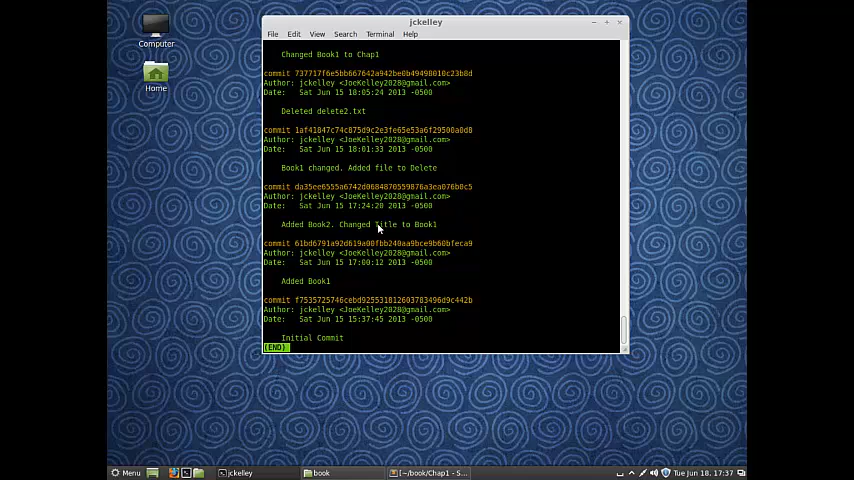 jckelley
Computer
Home
File Edit View Search Terminal Help
Changed Book1 to Chap1
commit 737717f6e5bb667642a942be0b49498010c23b8d
Author: jckelley <JoeKelley2028@gmail.com>
Date: Sat Jun 15 18:05:24 2013 -0500
Deleted delete2.txt
commit 1af41847c74c875d9c2e3fe65e53a6f29500a0d8
Author: jckelley <JoeKelley2028@gmail.com>
Date: Sat Jun 15 18:01:33 2013 -0500
Book1 changed. Added file to Delete
commit da35ee6555a6742d0684870559876a3ea076b8c5
Author: jckelley <JoeKelley2028@gmail.com>
Date: Sat Jun 15 17:24:20 2013 -0500
Added Book2. Changed Title to Book1
commit 61bd6791a92d619a00fbb240aa9bce9b60bfeca9
Author: jckelley <JoeKelley2028@gmail.com>
Date: Sat Jun 15 17:00:12 2013 -0500
Added Book1
commit f7535725746cebd925531812603783496d9c442b
Author: jckelley <JoeKelley2028@gmail.com>
Date: Sat Jun 15 15:37:45 2013 -0500
Initial Commit
(END)
Menu jckelley book [~/book/Chap1 - S... Tue Jun 18, 17:37